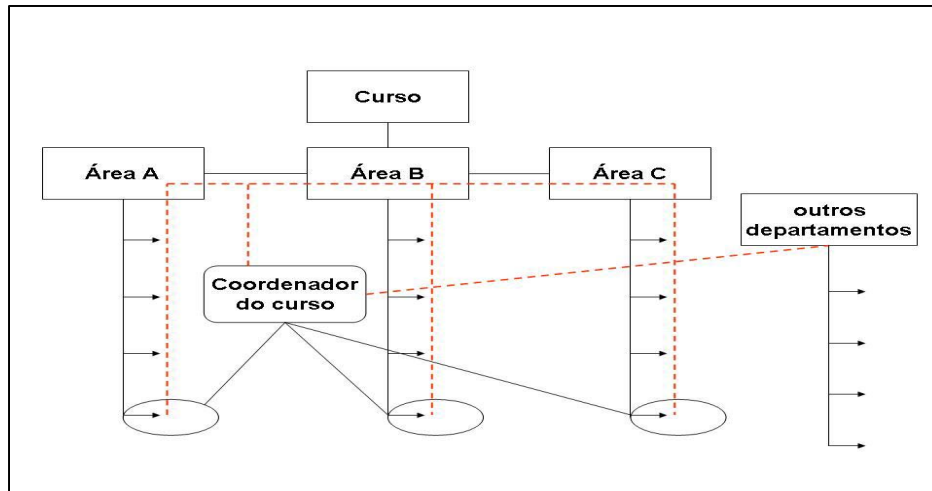 Curso
Área A
Área B
Área C
outros
departamentos
Coordenador
do curso